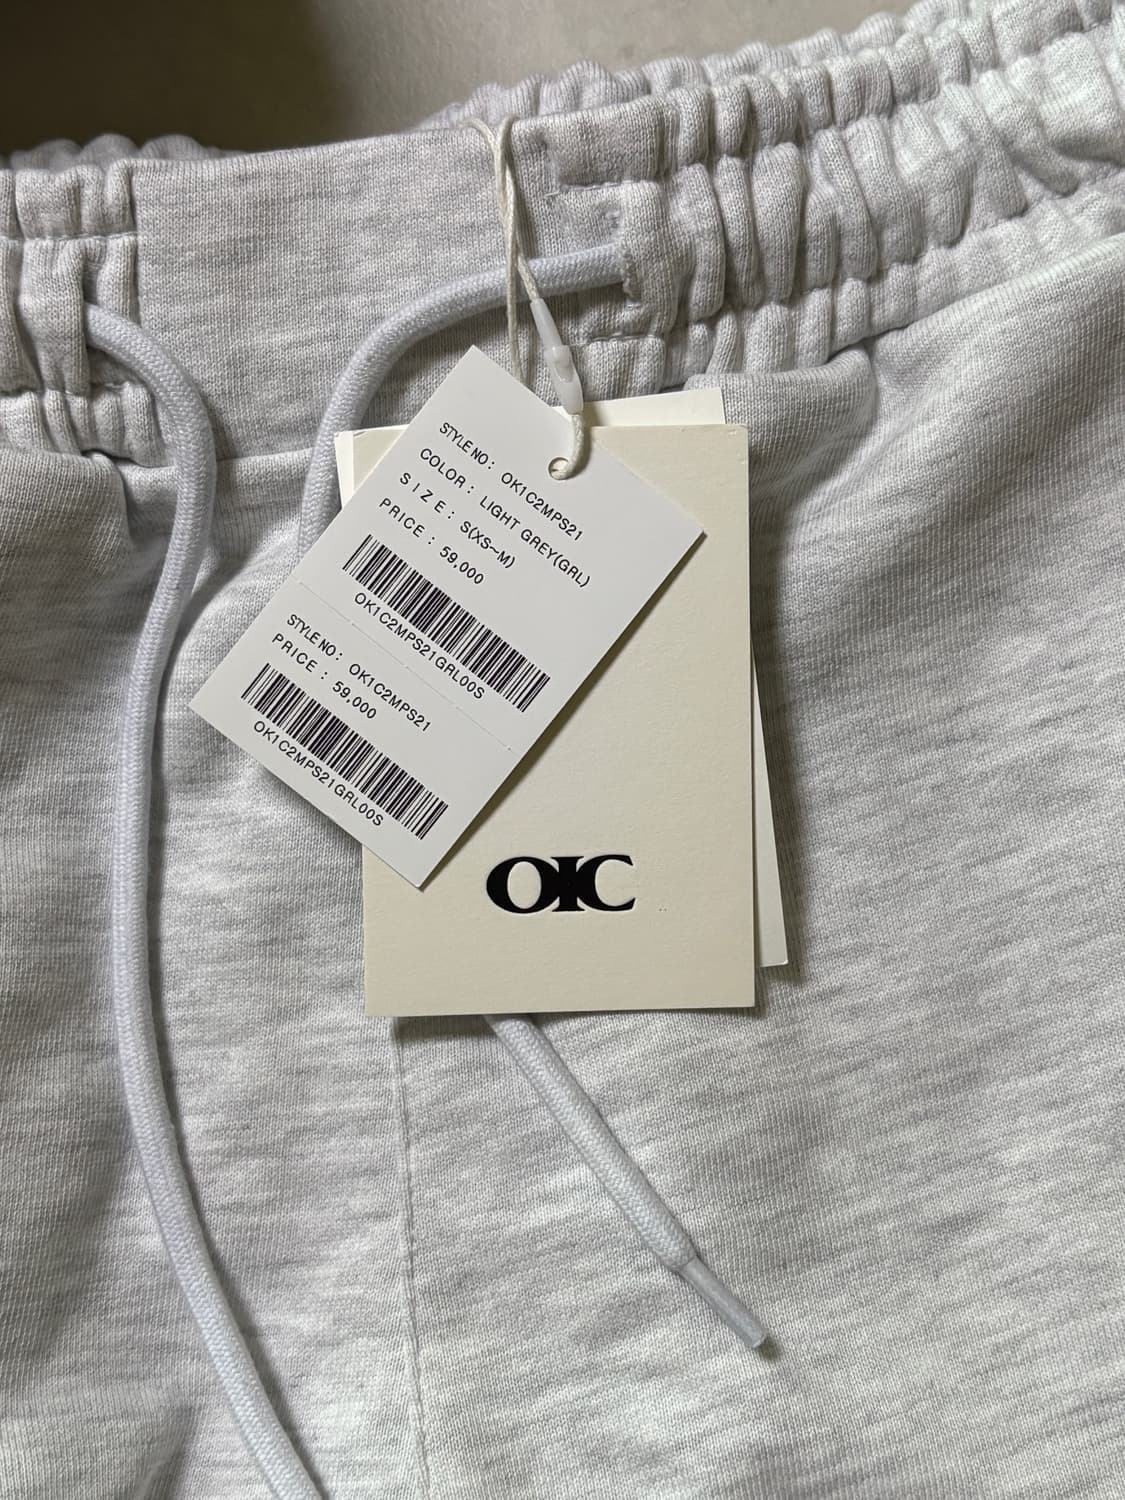 STYLE NO : OK1C2MPS21
COLOR : LIGHT GREY(GRL)
SIZE : S(XS~M)
PRICE : 59,000
OK1C2MPS21GRL00S
STYLE NO : OK1C2MPS21
PRICE : 59,000
OK1C2MPS21GRL00S
OIC